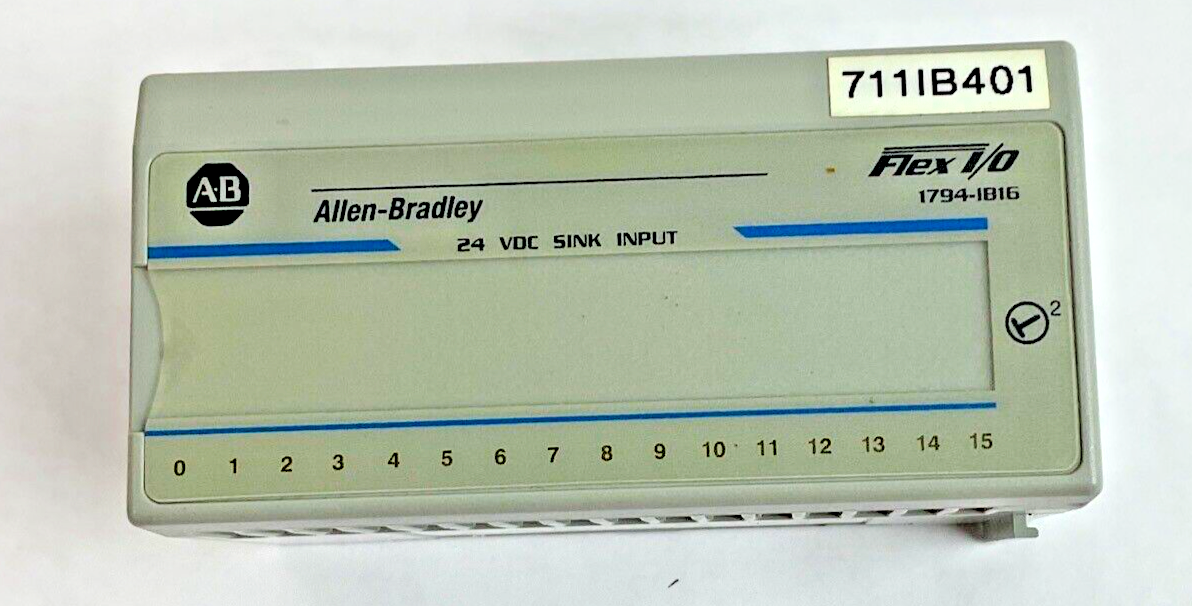 711IB401
A·B
Allen-Bradley
Flex I/O
1794-IB16
24 VDC SINK INPUT
2
0 1 2 3 4 5 6 7 8 9 10 11 12 13 14 15